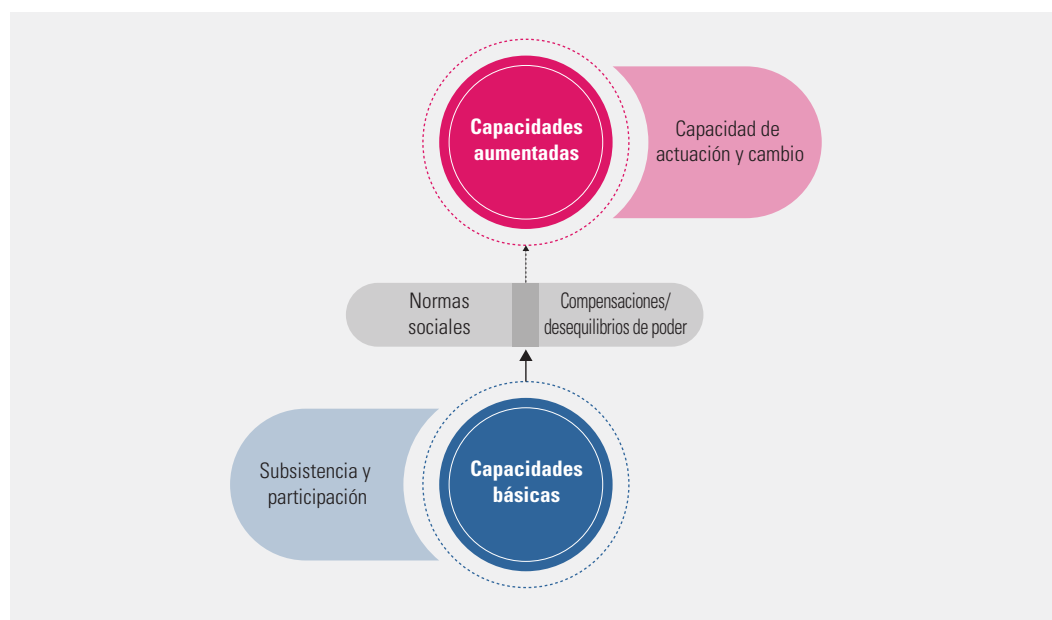 Capacidades
aumentadas
Capacidad de
actuación y cambio
Normas
sociales
Compensaciones/
desequilibrios de poder
Subsistencia y
participación
Capacidades
básicas